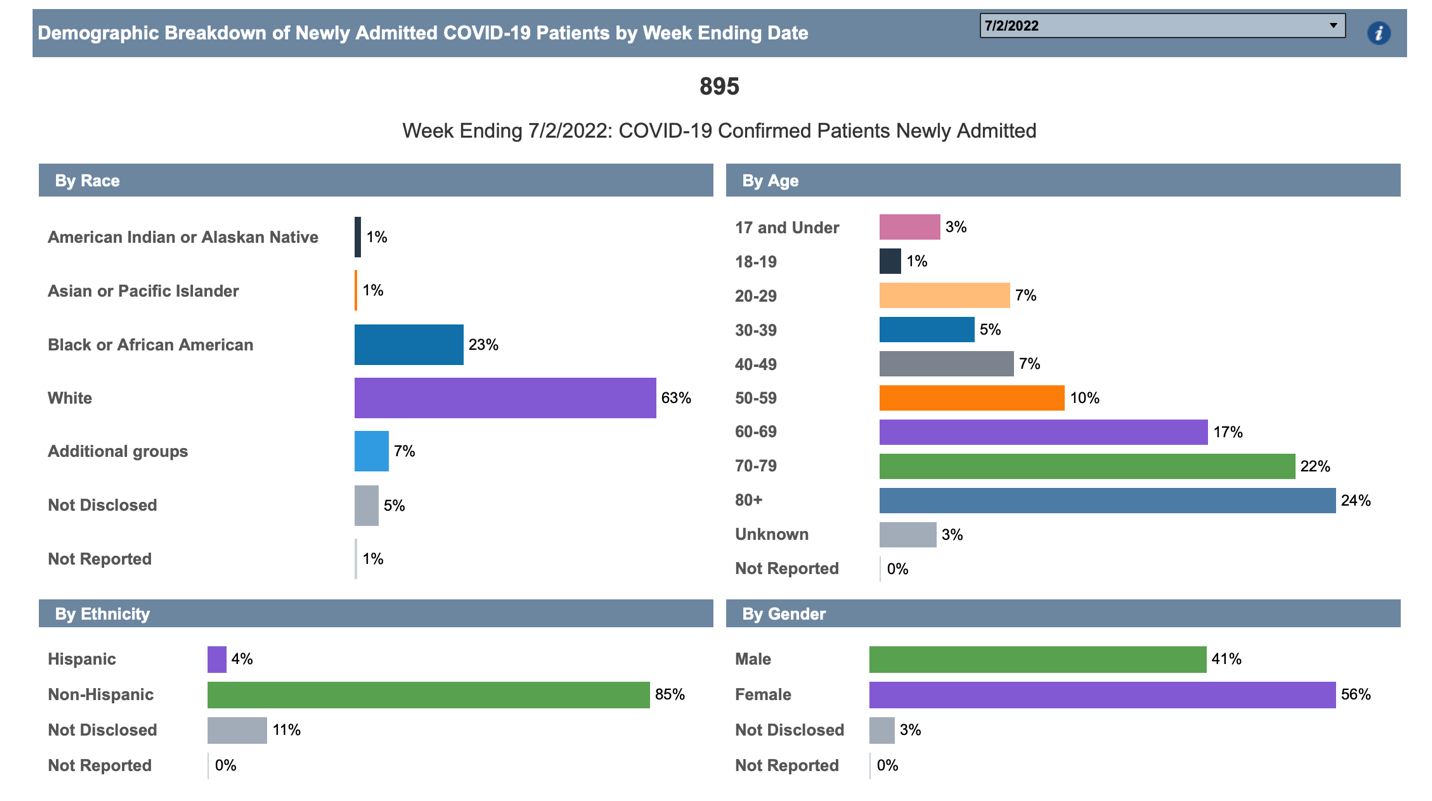 Demographic Breakdown of Newly Admitted COVID-19 Patients by Week Ending Date
7/2/2022
i
895
Week Ending 7/2/2022: COVID-19 Confirmed Patients Newly Admitted
By Race
American Indian or Alaskan Native 1%
Asian or Pacific Islander 1%
Black or African American 23%
White 63%
Additional groups 7%
Not Disclosed 5%
Not Reported 1%
By Age
17 and Under 3%
18-19 1%
20-29 7%
30-39 5%
40-49 7%
50-59 10%
60-69 17%
70-79 22%
80+ 24%
Unknown 3%
Not Reported 0%
By Ethnicity
Hispanic 4%
Non-Hispanic 85%
Not Disclosed 11%
Not Reported 0%
By Gender
Male 41%
Female 56%
Not Disclosed 3%
Not Reported 0%